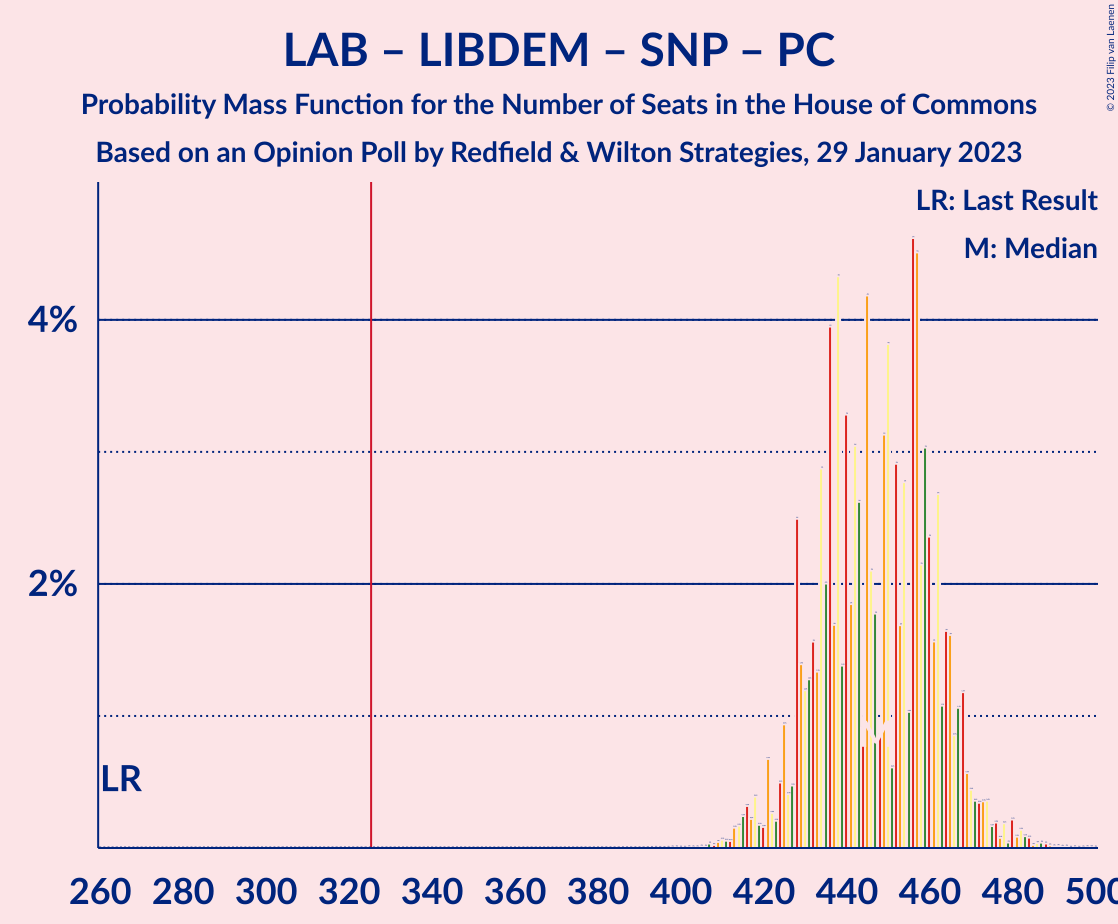 LAB – LIBDEM – SNP – PC
Probability Mass Function for the Number of Seats in the House of Commons
Based on an Opinion Poll by Redfield & Wilton Strategies, 29 January 2023
© 2023 Filip van Laenen
LR: Last Result
M: Median
4%
2%
LR
M
260 280 300 320 340 360 380 400 420 440 460 480 500